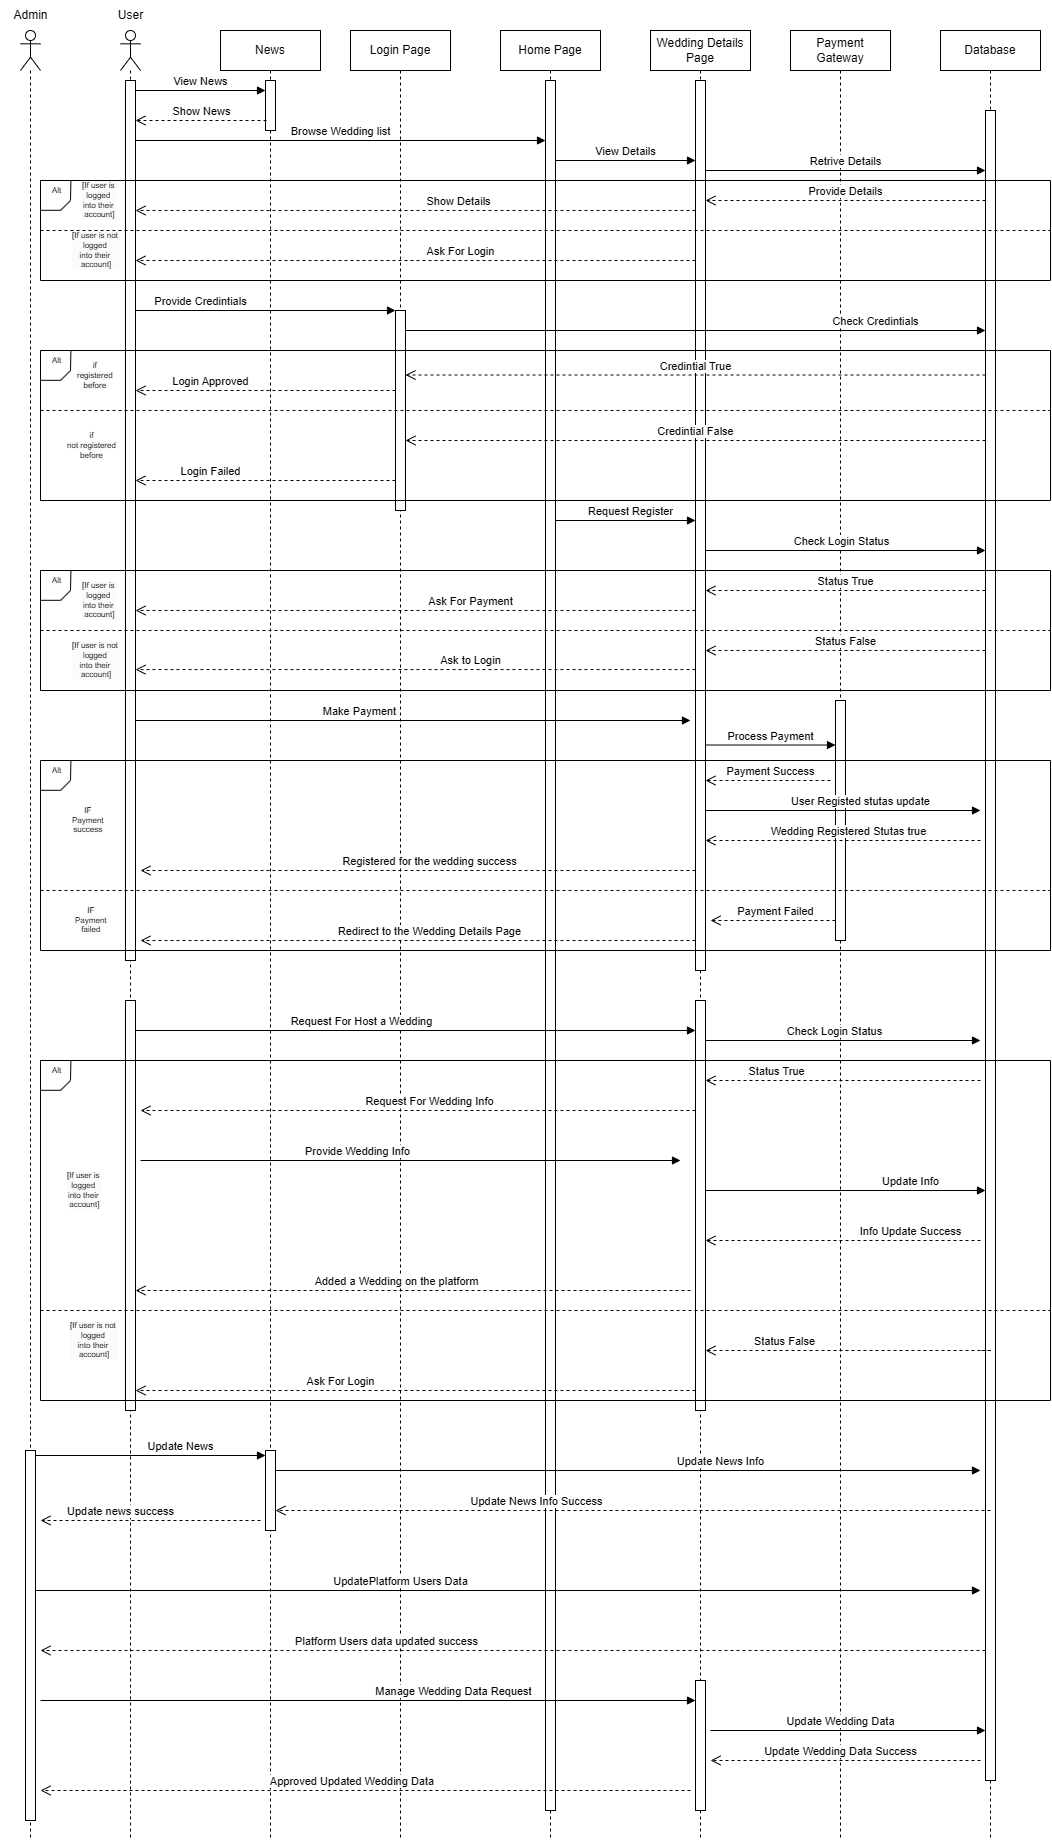 Admin
User
News
Login Page
Home Page
Wedding Details
Page
Payment
Gateway
Database
View News
Show News
Browse Wedding list
View Details
Retrive Details
Alt
[If user is
logged
into their
account]
Provide Details
Show Details
[If user is not
logged
into their
account]
Ask For Login
Provide Credintials
Check Credintials
Alt
if
registered
before
Credintial True
Login Approved
if
not registered
before
Credintial False
Login Failed
Request Register
Check Login Status
Alt
[If user is
logged
into their
account]
Status True
Ask For Payment
[If user is not
logged
into their
account]
Status False
Ask to Login
Make Payment
Process Payment
Alt
Payment Success
IF
Payment
success
User Registed stutas update
Wedding Registered Stutas true
Registered for the wedding success
IF
Payment
failed
Payment Failed
Redirect to the Wedding Details Page
Request For Host a Wedding
Check Login Status
Alt
Status True
Request For Wedding Info
Provide Wedding Info
[If user is
logged
into their
account]
Update Info
Info Update Success
Added a Wedding on the platform
[If user is not
logged
into their
account]
Status False
Ask For Login
Update News
Update News Info
Update News Info Success
Update news success
UpdatePlatform Users Data
Platform Users data updated success
Manage Wedding Data Request
Update Wedding Data
Update Wedding Data Success
Approved Updated Wedding Data